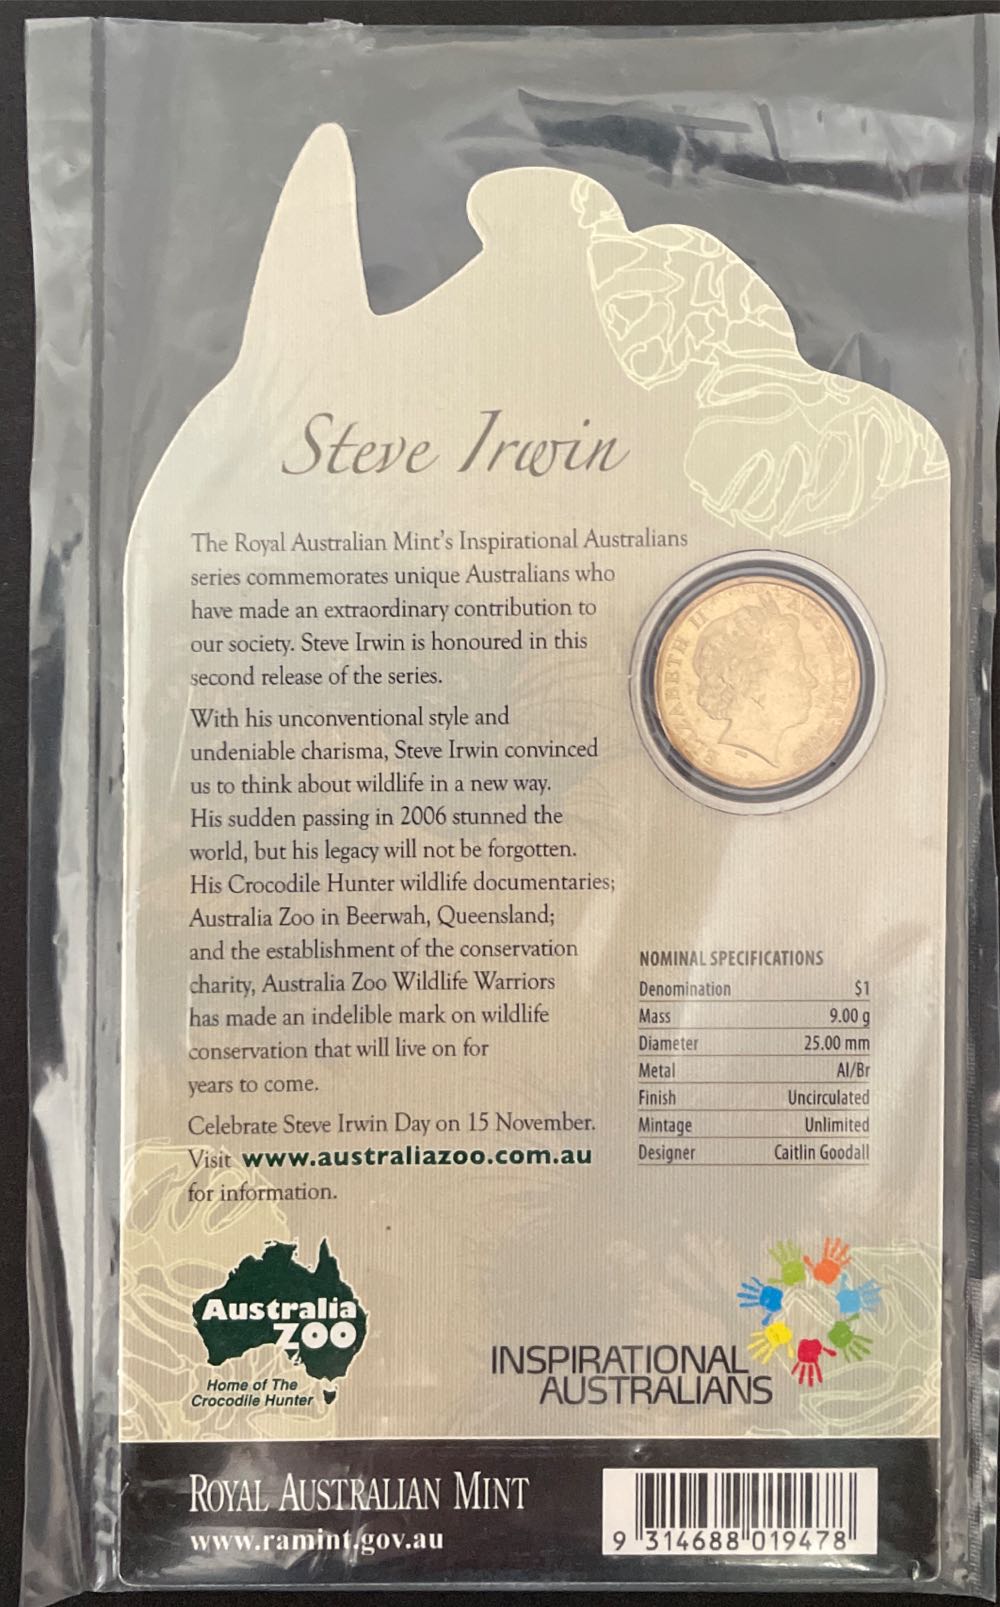 Steve Irwin
The Royal Australian Mint's Inspirational Australians
series commemorates unique Australians who
have made an extraordinary contribution to
our society. Steve Irwin is honoured in this
second release of the series.
With his unconventional style and
undeniable charisma, Steve Irwin convinced
us to think about wildlife in a new way.
His sudden passing in 2006 stunned the
world, but his legacy will not be forgotten.
His Crocodile Hunter wildlife documentaries;
Australia Zoo in Beerwah, Queensland;
and the establishment of the conservation
charity, Australia Zoo Wildlife Warriors
has made an indelible mark on wildlife
conservation that will live on for
years to come.
Celebrate Steve Irwin Day on 15 November.
Visit www.australiazoo.com.au
for information.
ELIZABETH II
NOMINAL SPECIFICATIONS
Denomination $1
Mass 9.00 g
Diameter 25.00 mm
Metal Al/Br
Finish Uncirculated
Mintage Unlimited
Designer Caitlin Goodall
Australia
ZOO
Home of The
Crocodile Hunter
INSPIRATIONAL
AUSTRALIANS
ROYAL AUSTRALIAN MINT
www.ramint.gov.au
9 314688 019478